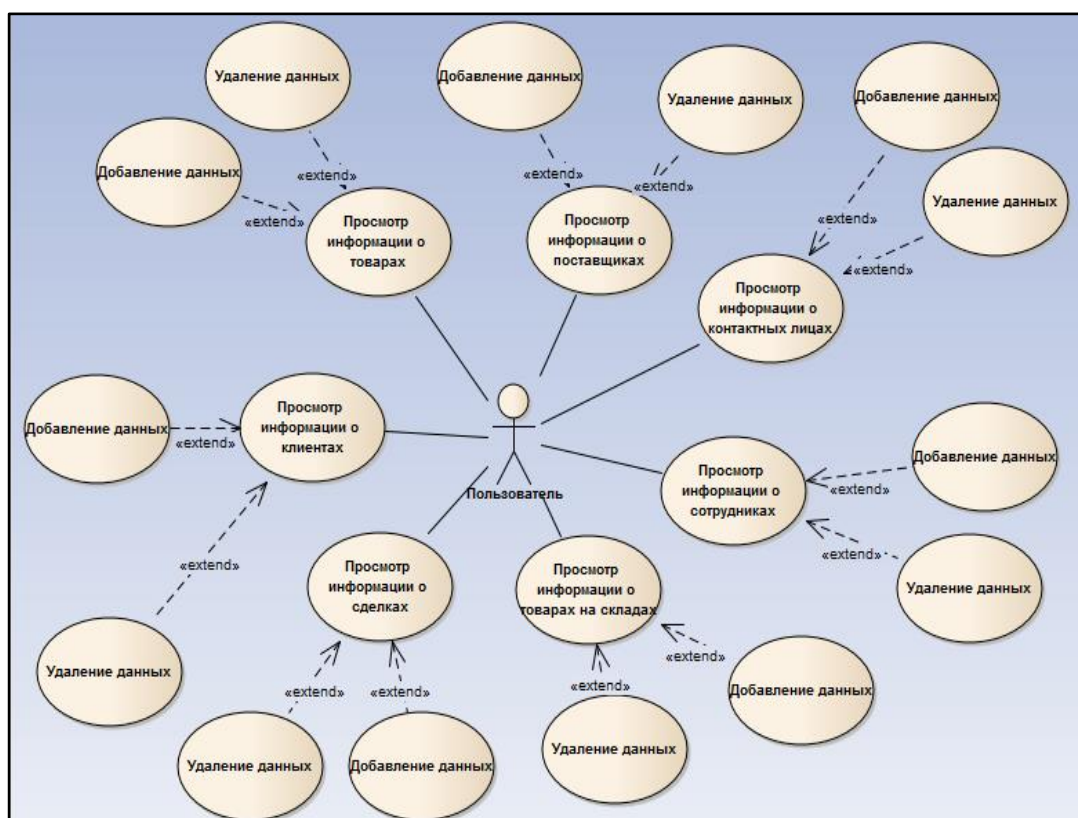 Удаление данных
Добавление данных
«extend»
«extend»
Просмотр
информации о
товарах
Добавление данных
Удаление данных
«extend»
«extend»
Просмотр
информации о
поставщиках
Добавление данных
Удаление данных
«extend»
«extend»
Просмотр
информации о
контактных лицах
Добавление данных
«extend»
Просмотр
информации о
клиентах
«extend»
Удаление данных
Пользователь
Просмотр
информации о
сотрудниках
«extend»
Добавление данных
«extend»
Удаление данных
Просмотр
информации о
сделках
«extend»
«extend»
Удаление данных
Добавление данных
Просмотр
информации о
товарах на складах
«extend»
«extend»
Удаление данных
Добавление данных